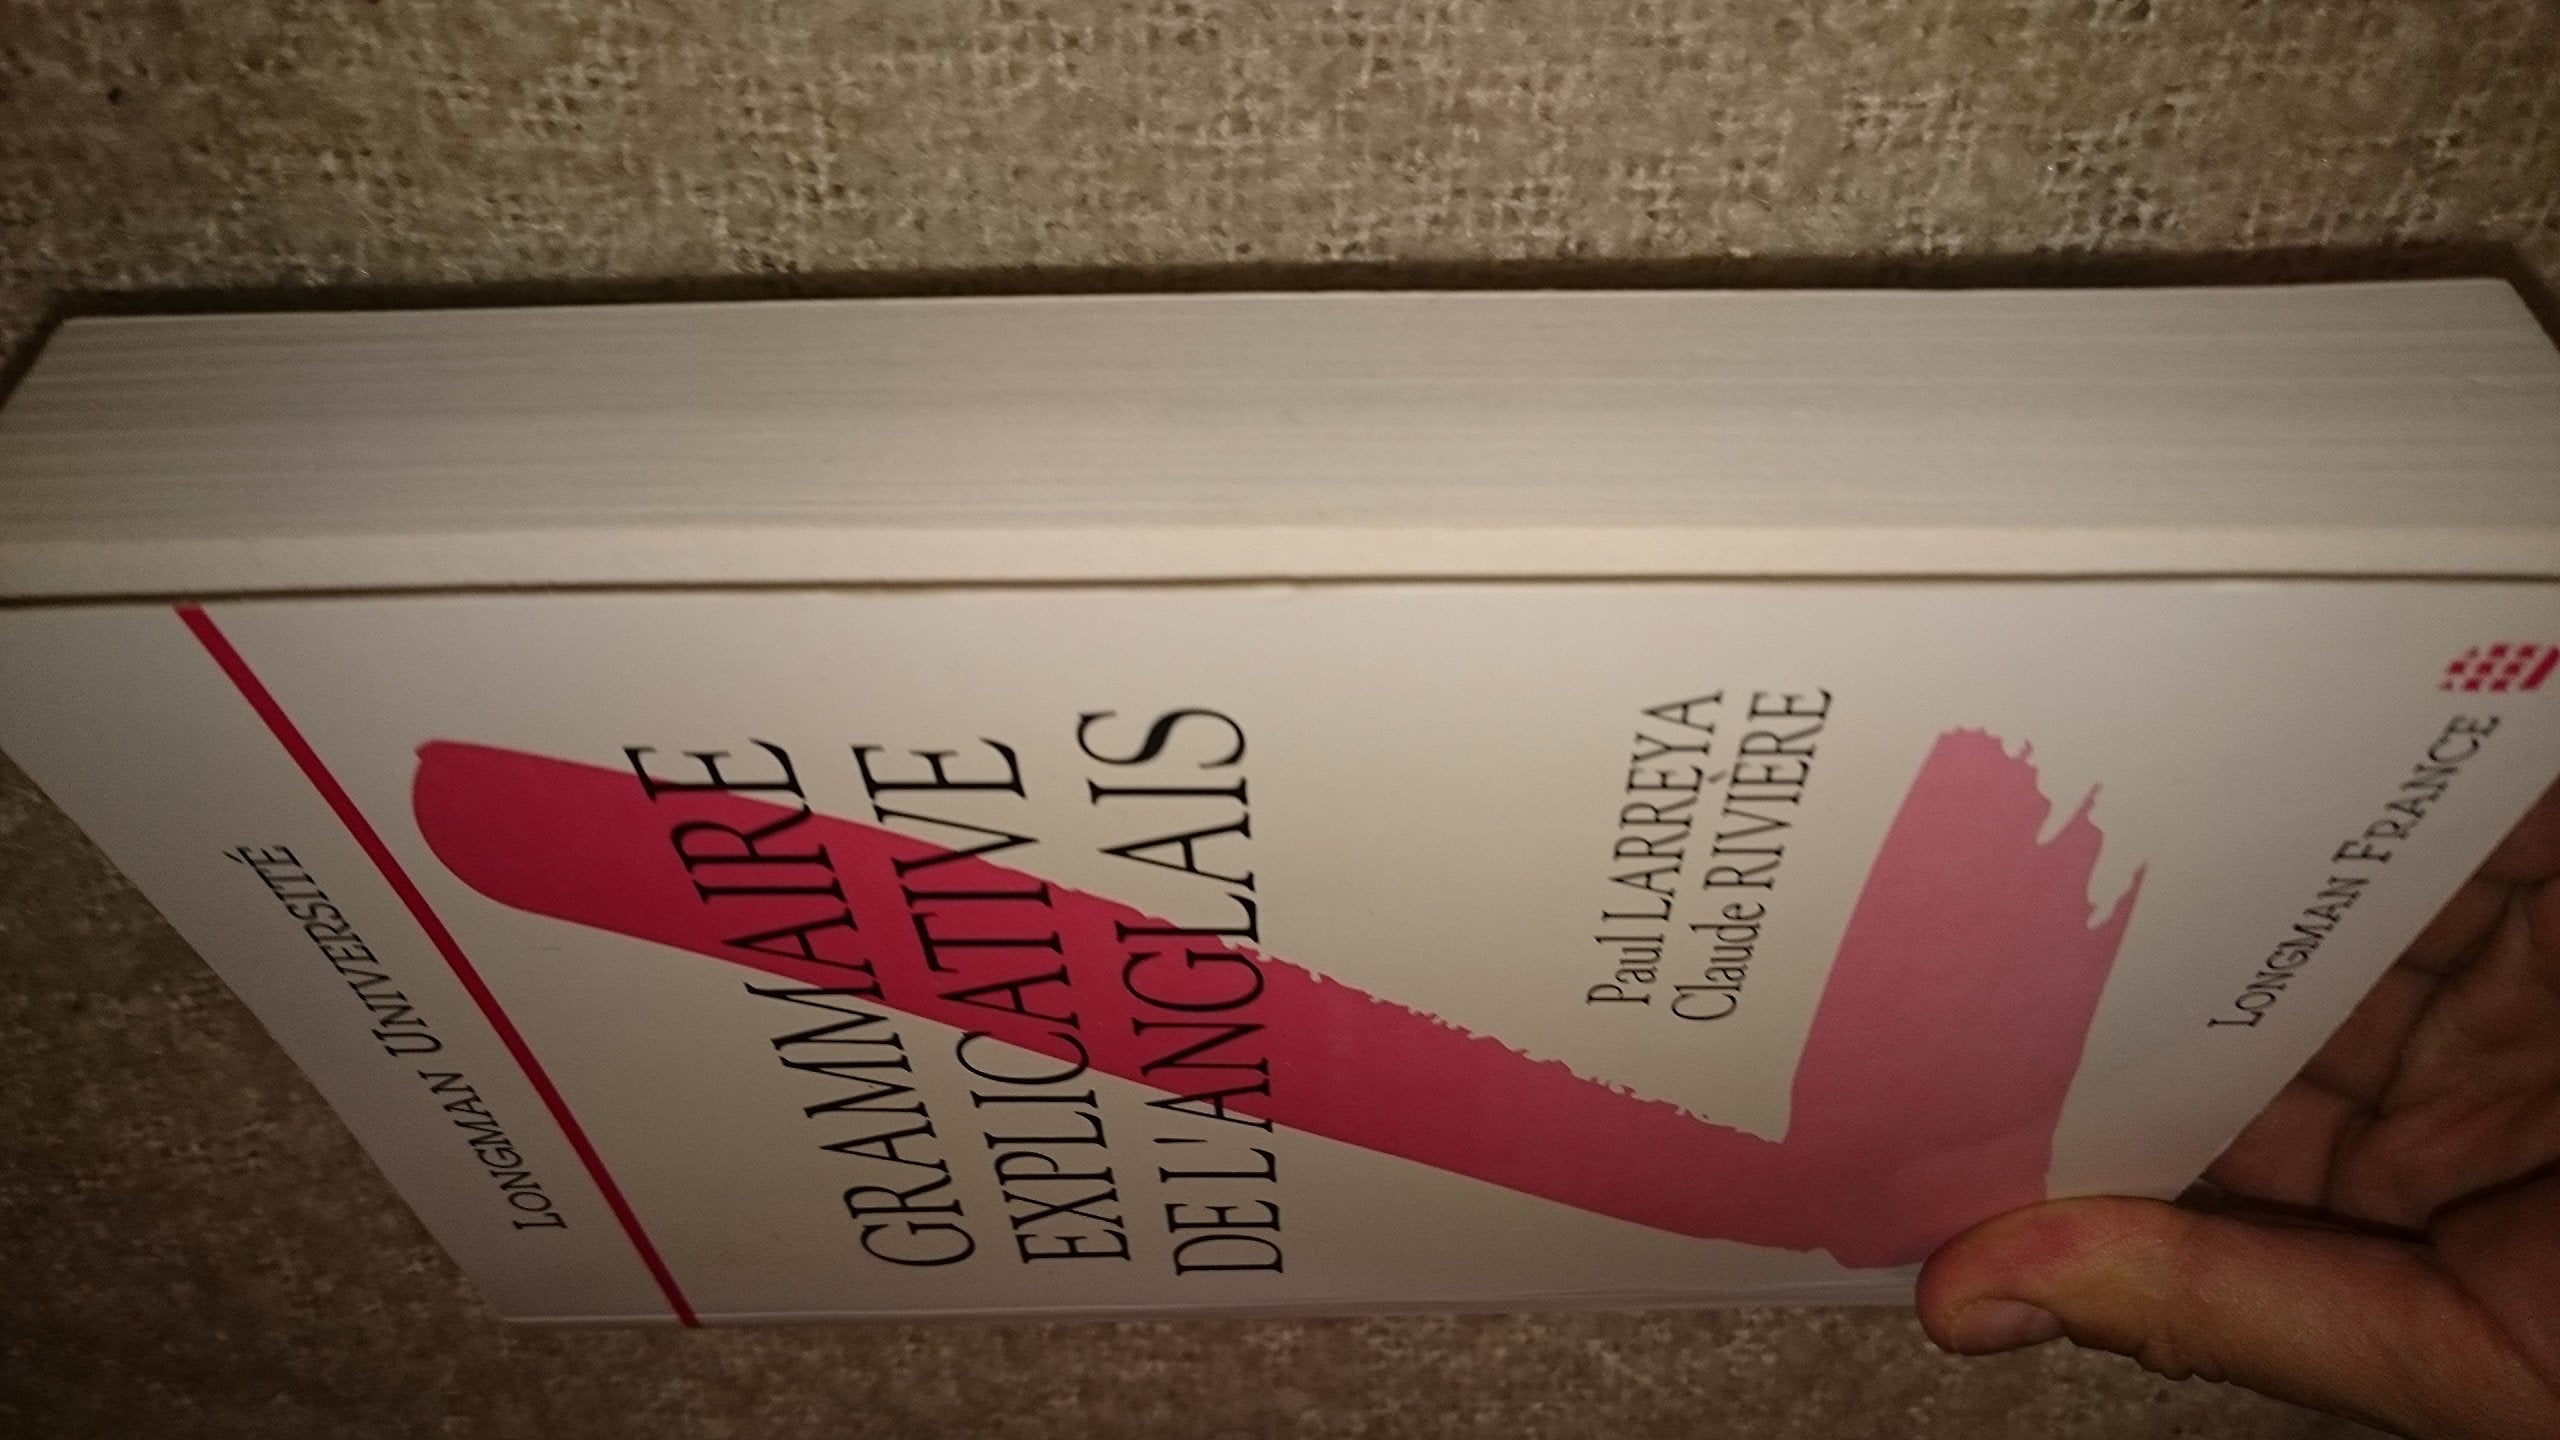 LONGMAN UNIVERSITÉ
GRAMMAIRE
EXPLICATIVE
DE L'ANGLAIS
Paul LARREYA
Claude RIVIÈRE
LONGMAN FRANCE